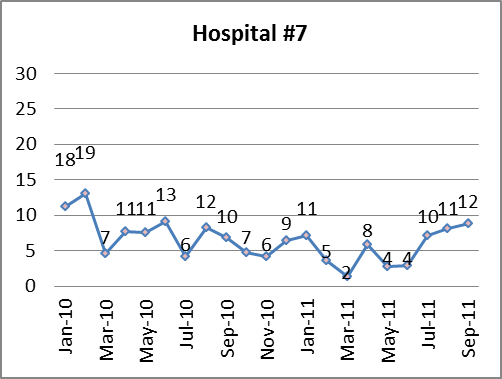 Hospital #7
30
25
20
15
10
5
0
18 19 7 11 11 13 6 12 10 7 6 9 11 5 2 8 4 4 10 11 12
Jan-10 Mar-10 May-10 Jul-10 Sep-10 Nov-10 Jan-11 Mar-11 May-11 Jul-11 Sep-11